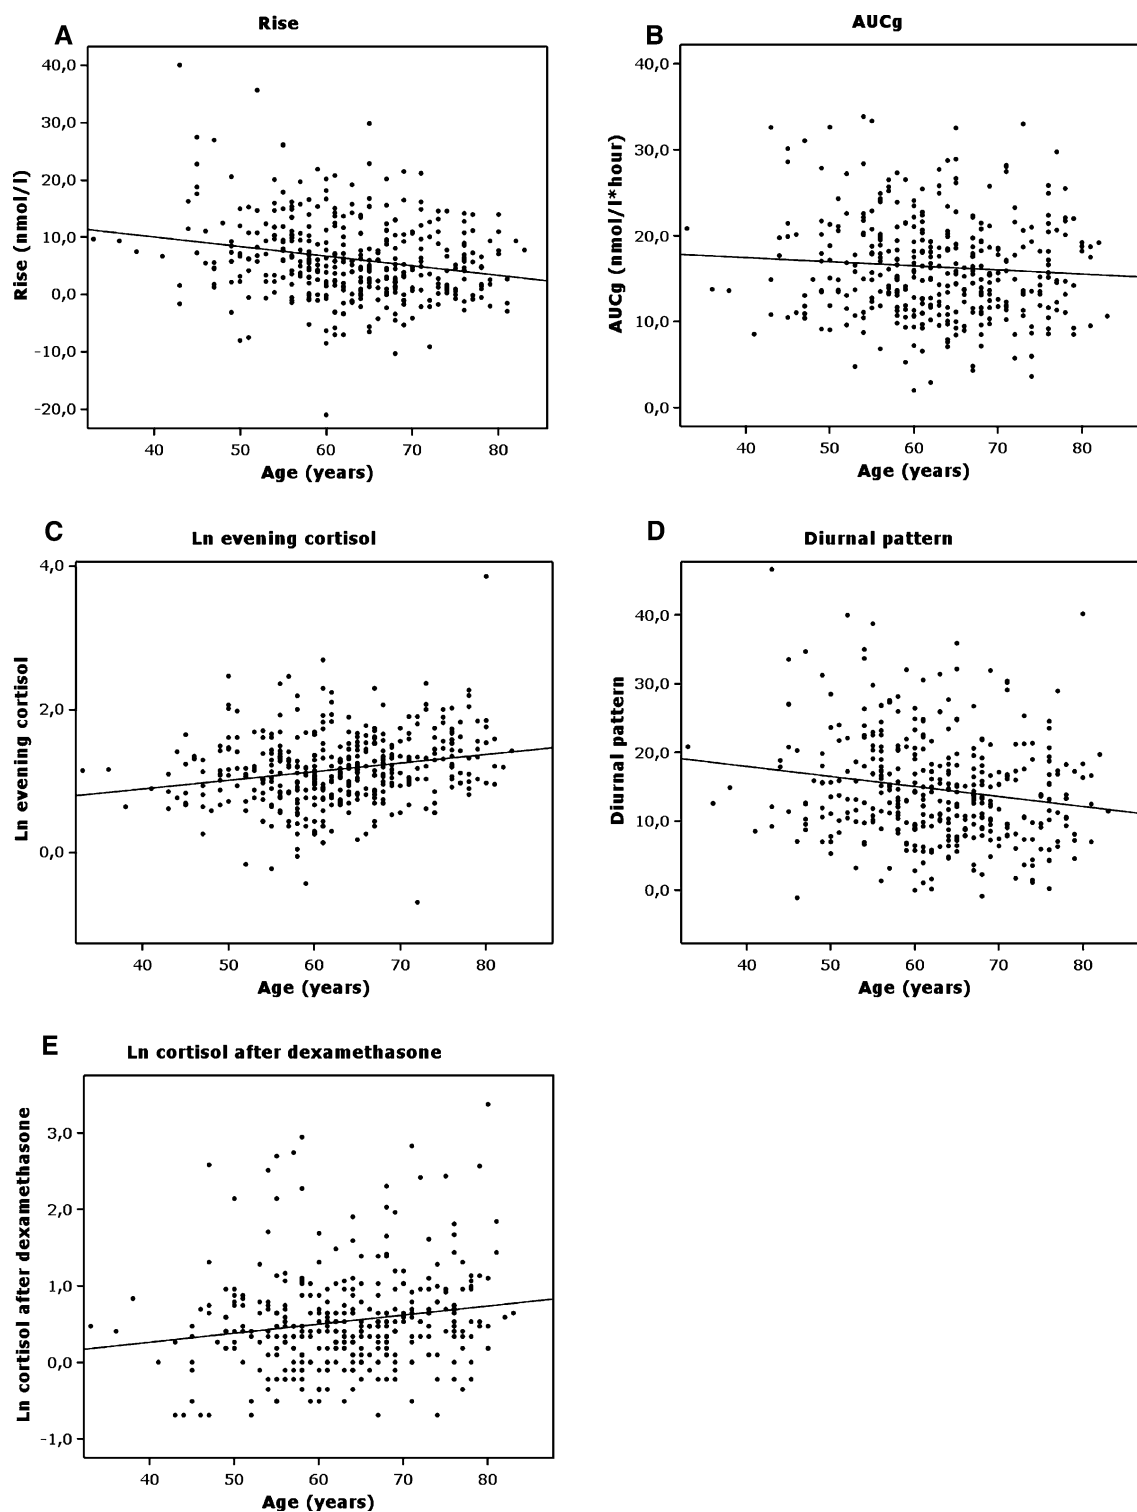 A
Rise
Rise (nmol/l)
40,0
30,0
20,0
10,0
0,0
-10,0
-20,0
40 50 60 70 80
Age (years)
B
AUCg
AUCg (nmol/l*hour)
40,0
30,0
20,0
10,0
0,0
40 50 60 70 80
Age (years)
C
Ln evening cortisol
Ln evening cortisol
4,0
2,0
0,0
40 50 60 70 80
Age (years)
D
Diurnal pattern
Diurnal pattern
40,0
30,0
20,0
10,0
0,0
40 50 60 70 80
Age (years)
E
Ln cortisol after dexamethasone
Ln cortisol after dexamethasone
3,0
2,0
1,0
0,0
-1,0
40 50 60 70 80
Age (years)